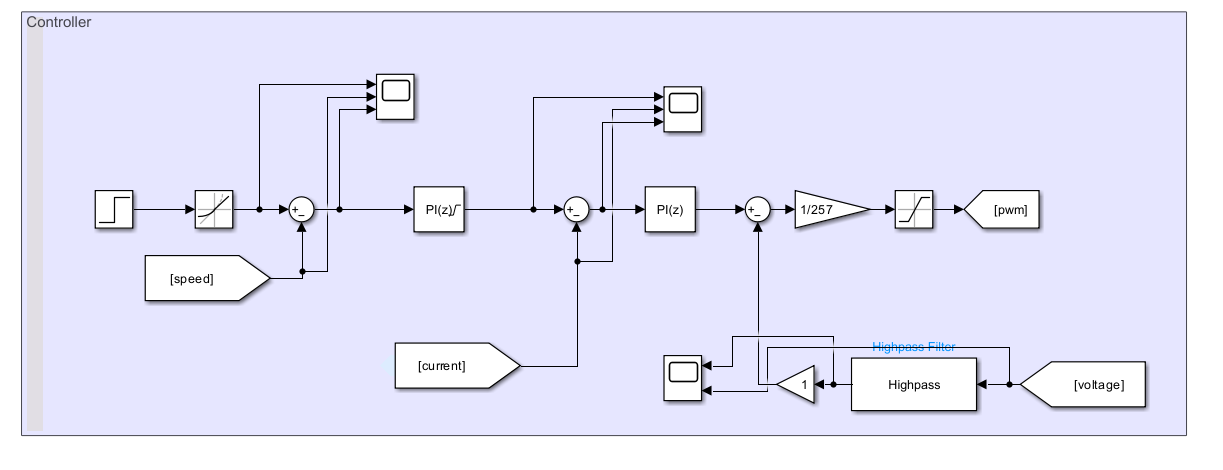 Controller
+
_
PI(z)
+
_
PI(z)
+
_
1/257
[pwm]
[speed]
[current]
Highpass Filter
1
Highpass
[voltage]